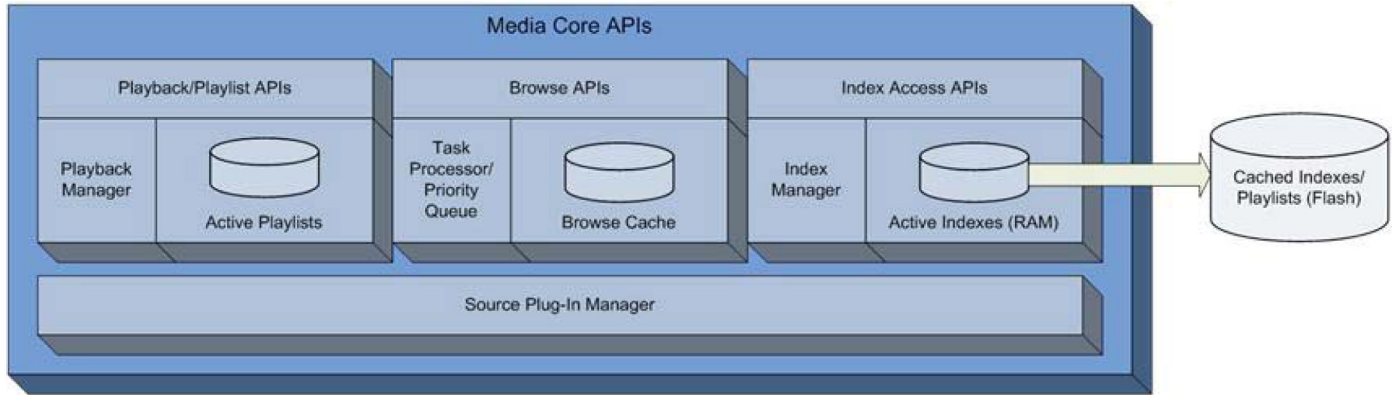 Media Core APIs
Playback/Playlist APIs
Browse APIs
Index Access APIs
Playback
Manager
Active Playlists
Task
Processor/
Priority
Queue
Browse Cache
Index
Manager
Active Indexes (RAM)
Cached Indexes/
Playlists (Flash)
Source Plug-In Manager